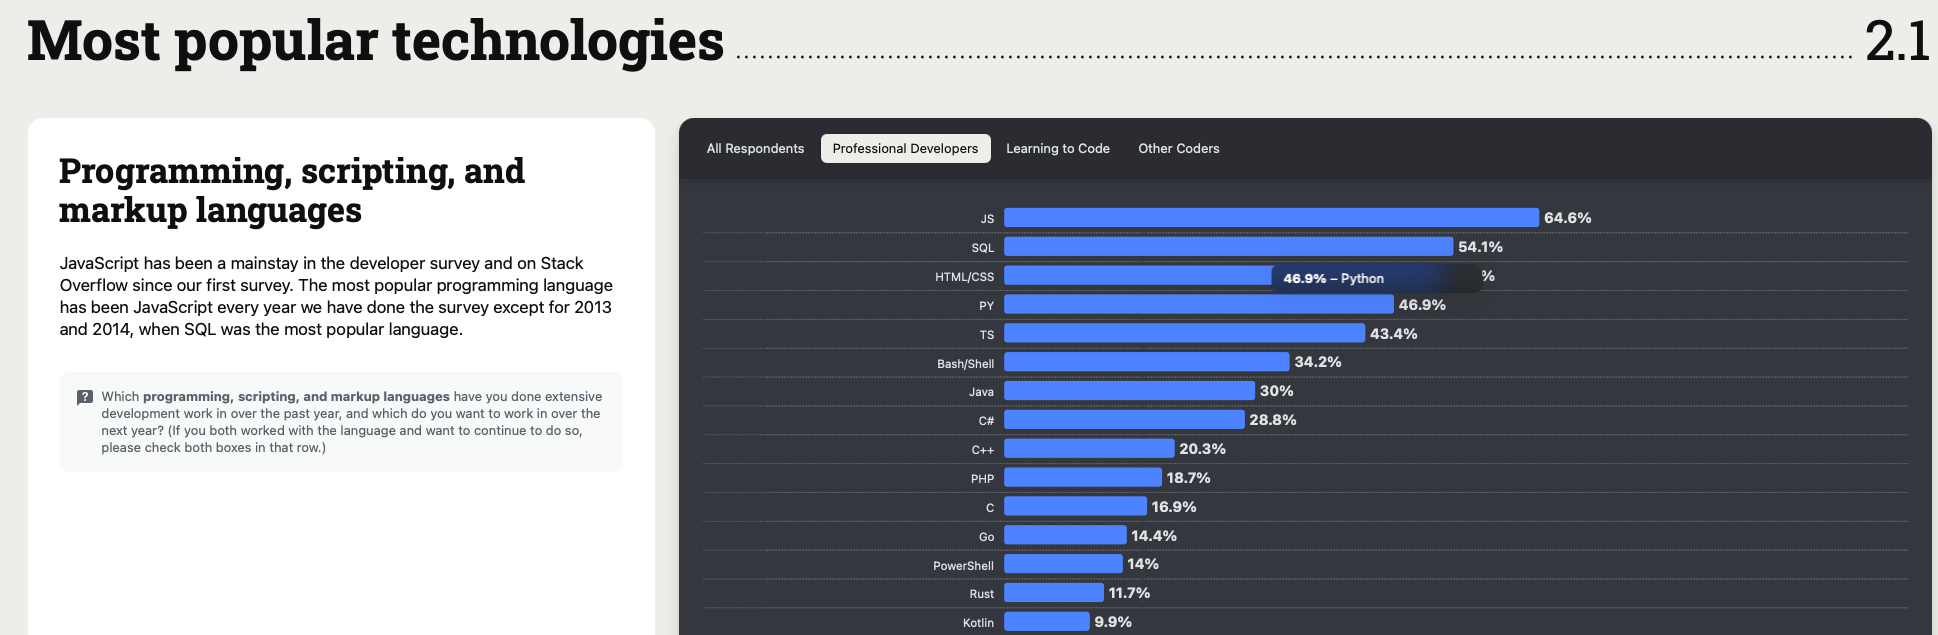 Most popular technologies 2.1
Programming, scripting, and
markup languages
JavaScript has been a mainstay in the developer survey and on Stack
Overflow since our first survey. The most popular programming language
has been JavaScript every year we have done the survey except for 2013
and 2014, when SQL was the most popular language.
Which programming, scripting, and markup languages have you done extensive
development work in over the past year, and which do you want to work in over the
next year? (If you both worked with the language and want to continue to do so,
please check both boxes in that row.)
All Respondents Professional Developers Learning to Code Other Coders
JS 64.6%
SQL 54.1%
HTML/CSS %
46.9% – Python
PY 46.9%
TS 43.4%
Bash/Shell 34.2%
Java 30%
C# 28.8%
C++ 20.3%
PHP 18.7%
C 16.9%
Go 14.4%
PowerShell 14%
Rust 11.7%
Kotlin 9.9%